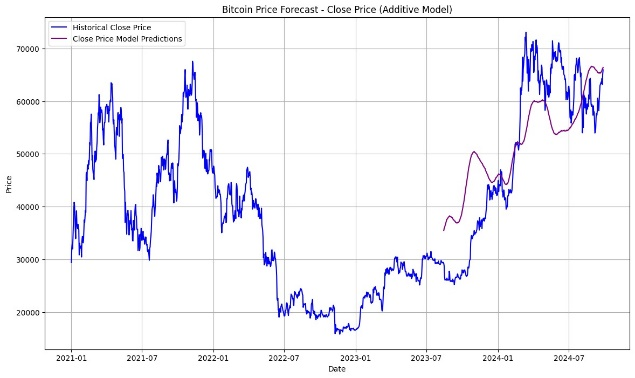 Bitcoin Price Forecast - Close Price (Additive Model)
Historical Close Price
Close Price Model Predictions
70000
60000
50000
40000
30000
20000
Price
2021-01
2021-07
2022-01
2022-07
2023-01
2023-07
2024-01
2024-07
Date